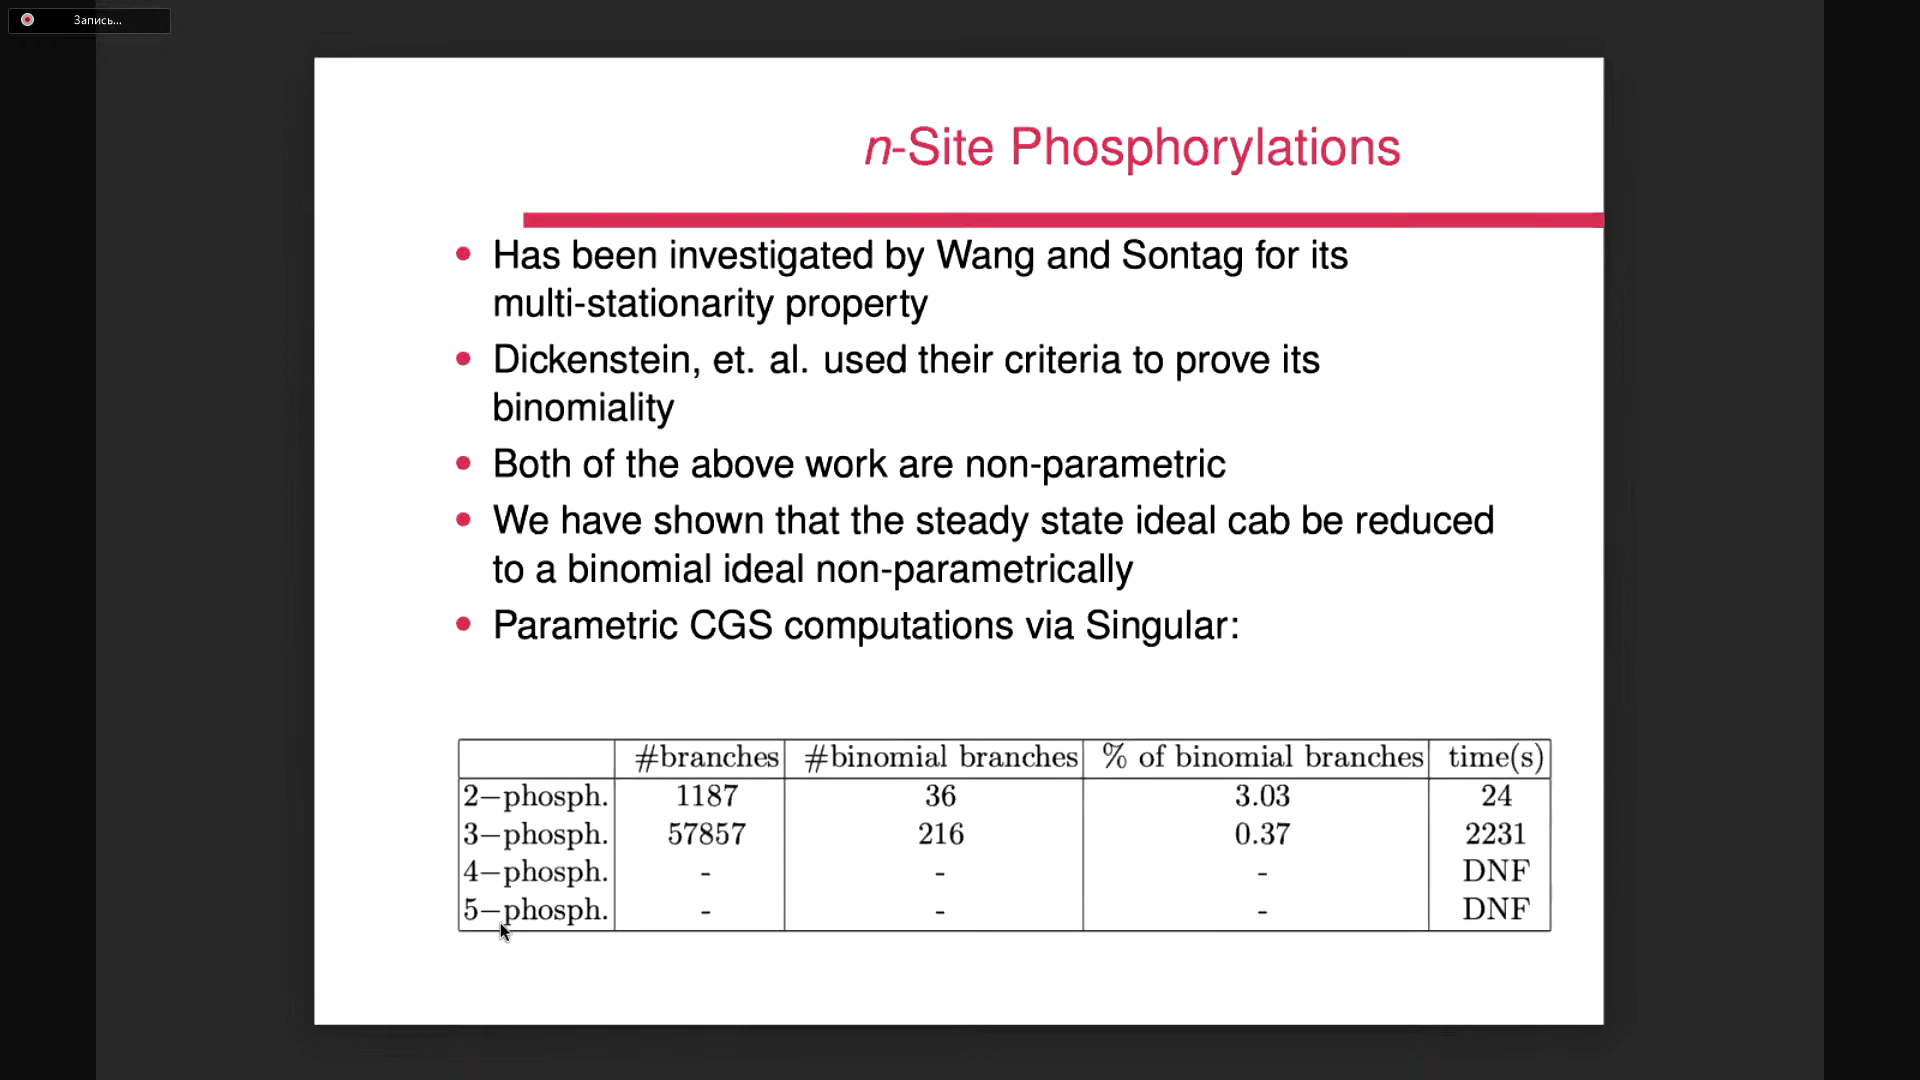 Запись...
n-Site Phosphorylations
• Has been investigated by Wang and Sontag for its
multi-stationarity property
• Dickenstein, et. al. used their criteria to prove its
binomiality
• Both of the above work are non-parametric
• We have shown that the steady state ideal cab be reduced
to a binomial ideal non-parametrically
• Parametric CGS computations via Singular:
#branches #binomial branches % of binomial branches time(s)
2−phosph. 1187 36 3.03 24
3−phosph. 57857 216 0.37 2231
4−phosph. - - - DNF
5−phosph. - - - DNF